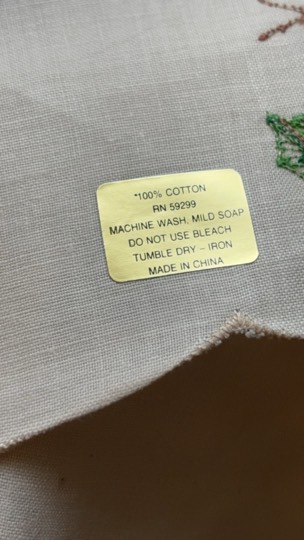 *100% COTTON
RN 59299
MACHINE WASH, MILD SOAP
DO NOT USE BLEACH
TUMBLE DRY – IRON
MADE IN CHINA